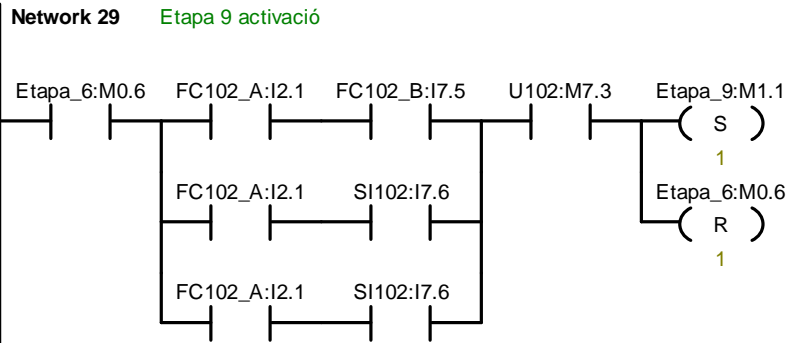 Network 29 Etapa 9 activació
Etapa_6:M0.6 FC102_A:I2.1 FC102_B:I7.5 U102:M7.3 Etapa_9:M1.1
S
1
FC102_A:I2.1 SI102:I7.6 Etapa_6:M0.6
R
1
FC102_A:I2.1 SI102:I7.6